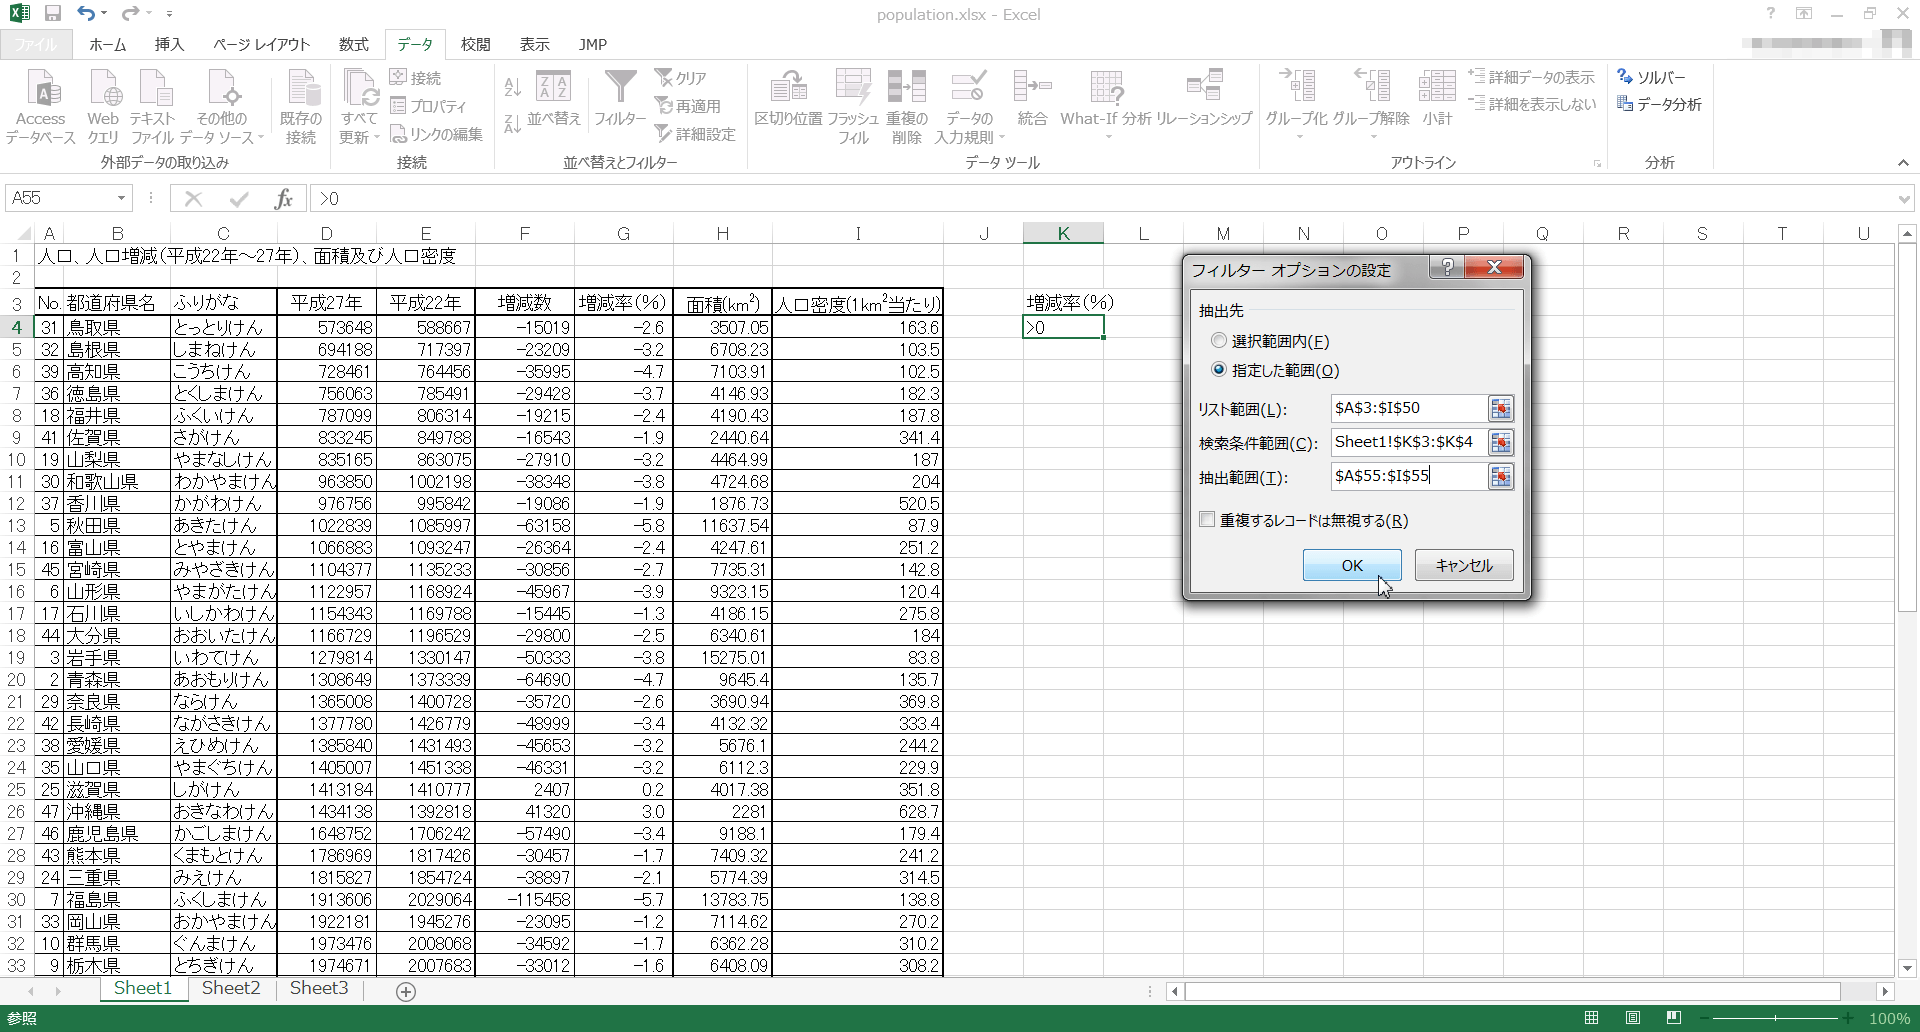 population.xlsx - Excel
ファイル ホーム 挿入 ページ レイアウト 数式 データ 校閲 表示 JMP
Access データベース
Web クエリ
テキスト ファイル
その他の データ ソース
既存の 接続
外部データの取り込み
すべて 更新
接続
プロパティ
リンクの編集
接続
並べ替え
フィルター
クリア
再適用
詳細設定
並べ替えとフィルター
区切り位置
フラッシュ フィル
重複の 削除
データの 入力規則
統合
What-If 分析
リレーションシップ
データ ツール
グループ化
グループ解除
小計
詳細データの表示
詳細を表示しない
アウトライン
ソルバー
データ分析
分析
A55 fx >0
A B C D E F G H I J K L M N O P Q R S T U
1 人口、人口増減(平成22年～27年)、面積及び人口密度
2
3 No. 都道府県名 ふりがな 平成27年 平成22年 増減数 増減率(%) 面積(km²) 人口密度(1km²当たり) 増減率(%)
4 31 鳥取県 とっとりけん 573648 588667 -15019 -2.6 3507.05 163.6 >0
5 32 島根県 しまねけん 694188 717397 -23209 -3.2 6708.23 103.5
6 39 高知県 こうちけん 728461 764456 -35995 -4.7 7103.91 102.5
7 36 徳島県 とくしまけん 756063 785491 -29428 -3.7 4146.93 182.3
8 18 福井県 ふくいけん 787099 806314 -19215 -2.4 4190.43 187.8
9 41 佐賀県 さがけん 833245 849788 -16543 -1.9 2440.64 341.4
10 19 山梨県 やまなしけん 835165 863075 -27910 -3.2 4464.99 187
11 30 和歌山県 わかやまけん 963850 1002198 -38348 -3.8 4724.68 204
12 37 香川県 かがわけん 976756 995842 -19086 -1.9 1876.73 520.5
13 5 秋田県 あきたけん 1022839 1085997 -63158 -5.8 11637.54 87.9
14 16 富山県 とやまけん 1066883 1093247 -26364 -2.4 4247.61 251.2
15 45 宮崎県 みやざきけん 1104377 1135233 -30856 -2.7 7735.31 142.8
16 6 山形県 やまがたけん 1122957 1168924 -45967 -3.9 9323.15 120.4
17 17 石川県 いしかわけん 1154343 1169788 -15445 -1.3 4186.15 275.8
18 44 大分県 おおいたけん 1166729 1196529 -29800 -2.5 6340.61 184
19 3 岩手県 いわてけん 1279814 1330147 -50333 -3.8 15275.01 83.8
20 2 青森県 あおもりけん 1308649 1373339 -64690 -4.7 9645.4 135.7
21 29 奈良県 ならけん 1365008 1400728 -35720 -2.6 3690.94 369.8
22 42 長崎県 ながさきけん 1377780 1426779 -48999 -3.4 4132.32 333.4
23 38 愛媛県 えひめけん 1385840 1431493 -45653 -3.2 5676.1 244.2
24 35 山口県 やまぐちけん 1405007 1451338 -46331 -3.2 6112.3 229.9
25 25 滋賀県 しがけん 1413184 1410777 2407 0.2 4017.38 351.8
26 47 沖縄県 おきなわけん 1434138 1392818 41320 3.0 2281 628.7
27 46 鹿児島県 かごしまけん 1648752 1706242 -57490 -3.4 9188.1 179.4
28 43 熊本県 くまもとけん 1786969 1817426 -30457 -1.7 7409.32 241.2
29 24 三重県 みえけん 1815827 1854724 -38897 -2.1 5774.39 314.5
30 7 福島県 ふくしまけん 1913606 2029064 -115458 -5.7 13783.75 138.8
31 33 岡山県 おかやまけん 1922181 1945276 -23095 -1.2 7114.62 270.2
32 10 群馬県 ぐんまけん 1973476 2008068 -34592 -1.7 6362.28 310.2
33 9 栃木県 とちぎけん 1974671 2007683 -33012 -1.6 6408.09 308.2
フィルター オプションの設定
抽出先
選択範囲内(F)
指定した範囲(O)
リスト範囲(L): $A$3:$I$50
検索条件範囲(C): Sheet1!$K$3:$K$4
抽出範囲(T): $A$55:$I$55
重複するレコードは無視する(R)
OK キャンセル
Sheet1 Sheet2 Sheet3
参照 100%